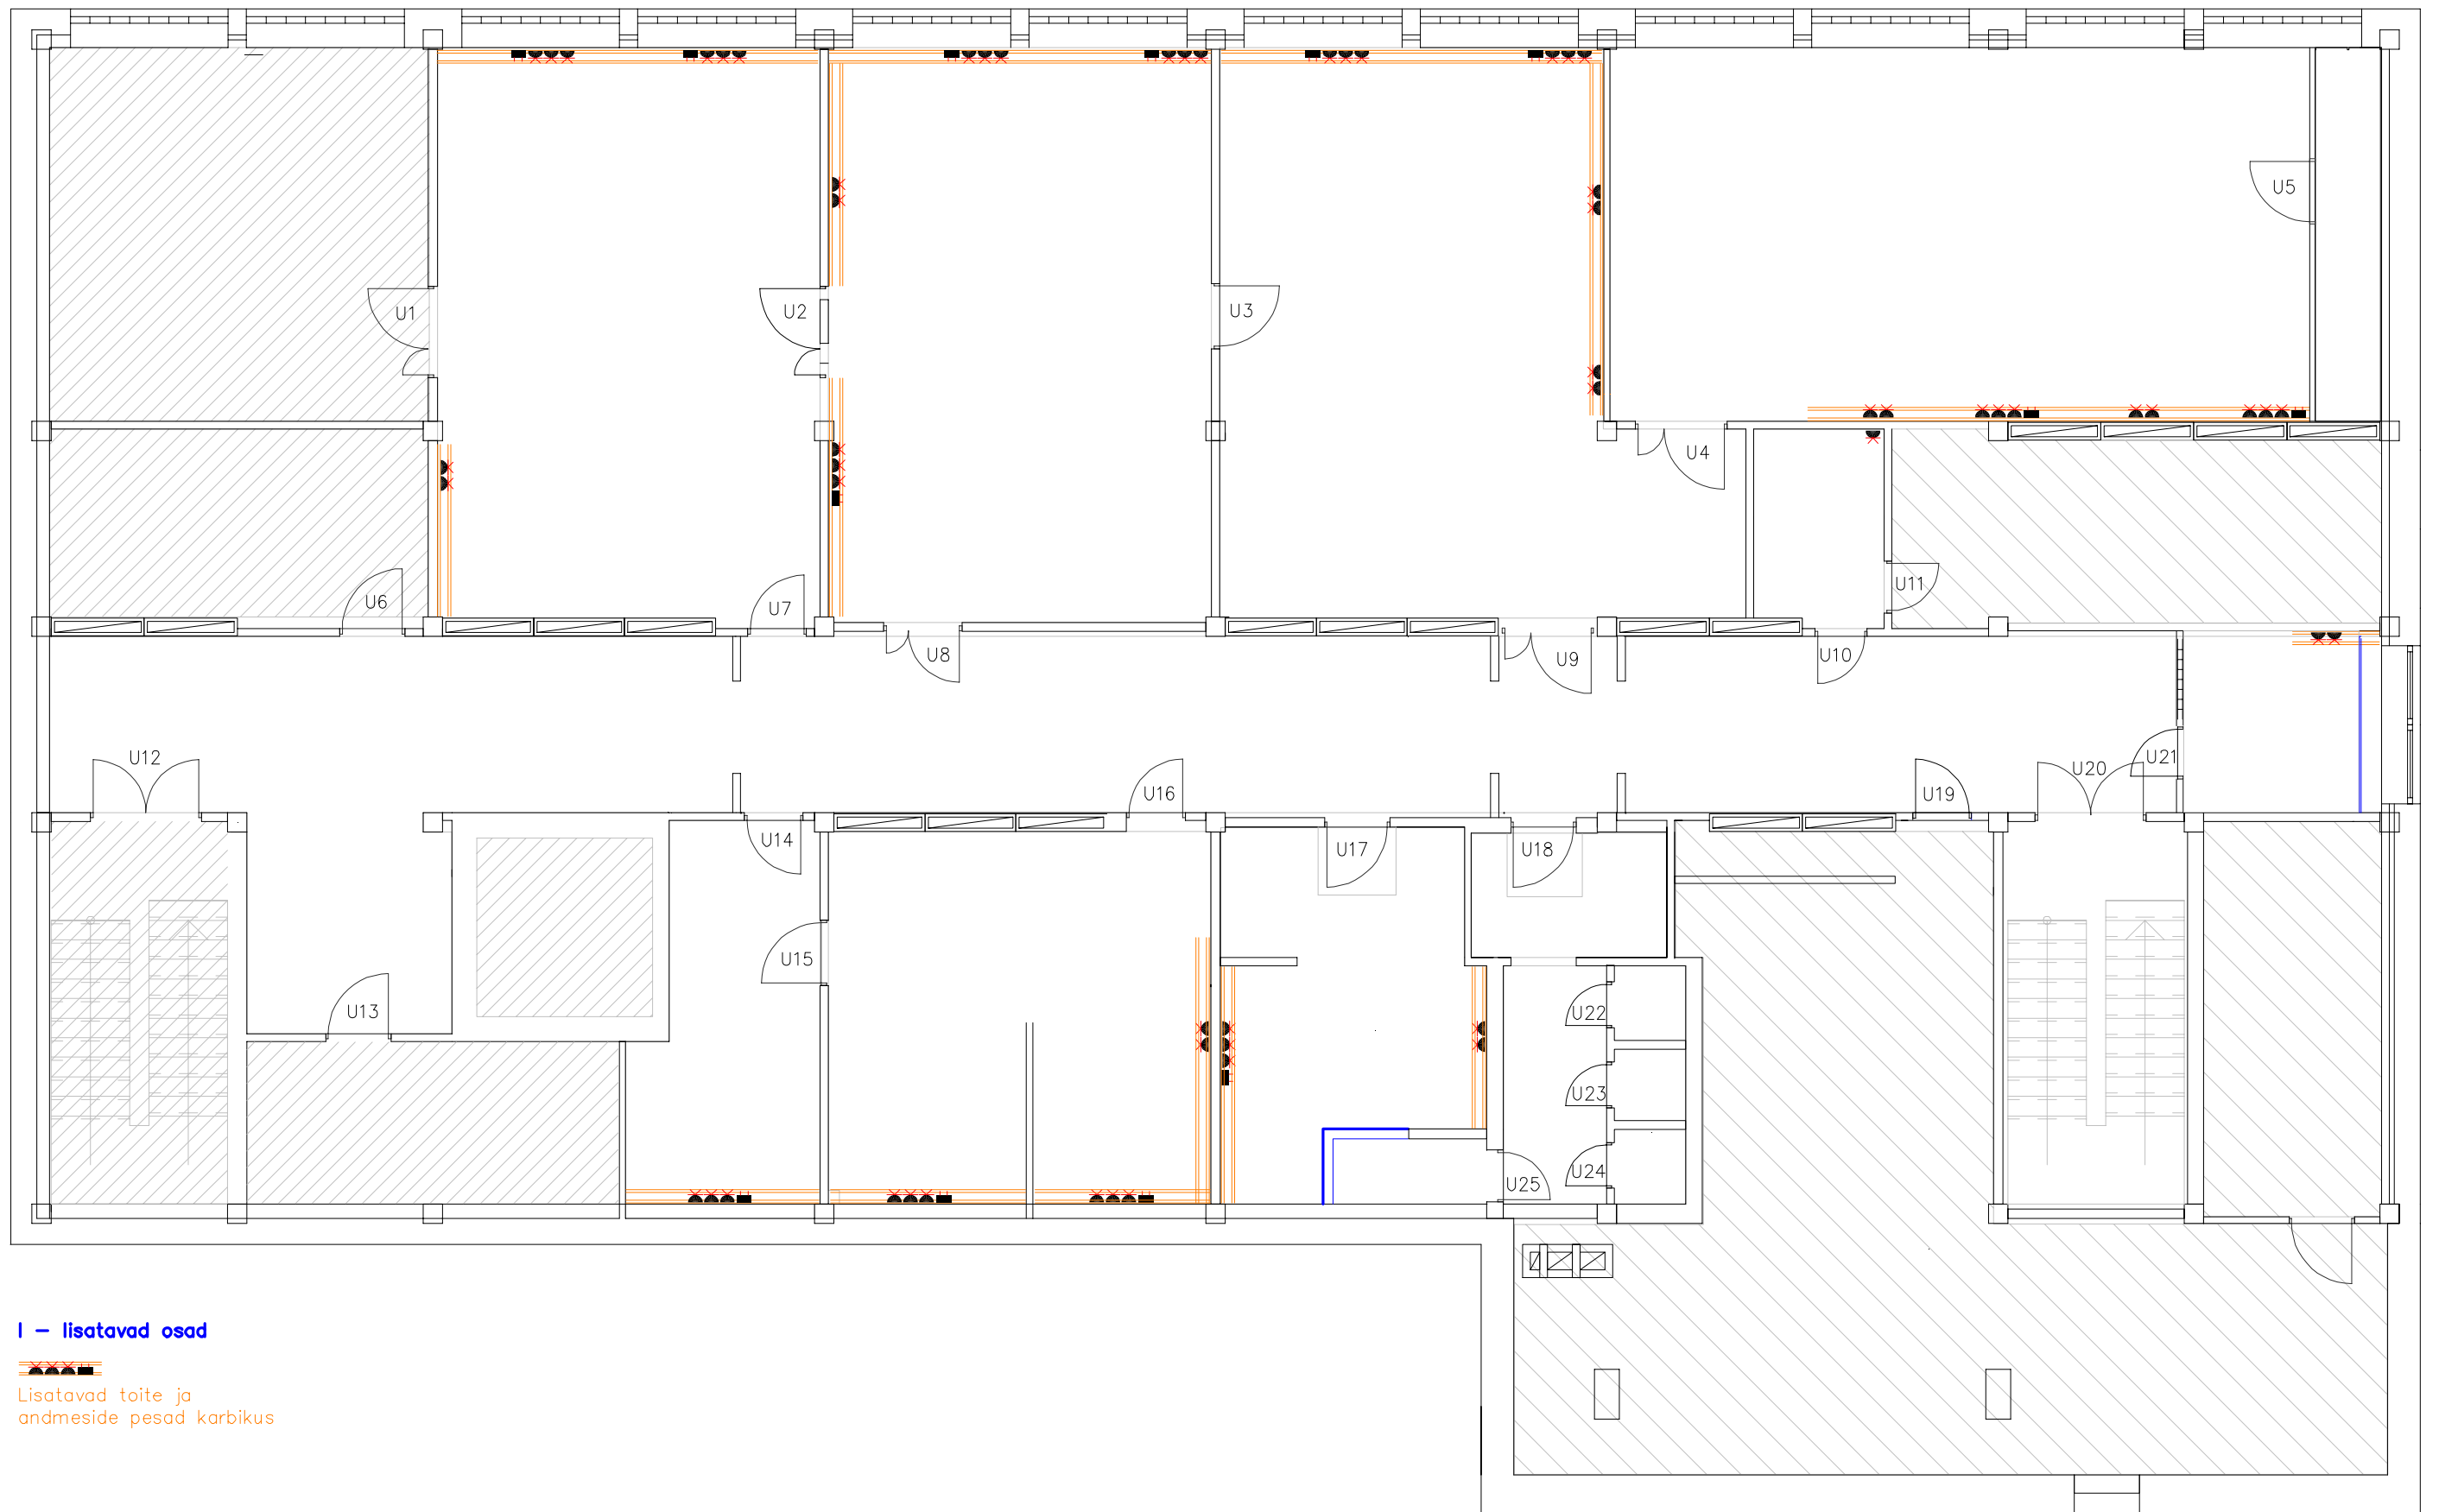 U5
U1
U2
U3
U4
U11
U6
U7
U8
U9
U10
U12
U16
U19
U20
U21
U14
U17
U18
U15
U13
U22
U23
U24
U25
I – lisatavad osad
Lisatavad toite ja
andmeside pesad karbikus